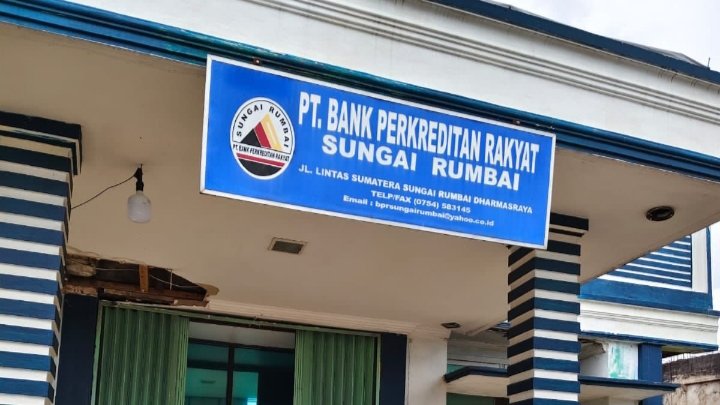 SUNGAI RUMBAI
PT. BANK PERKREDITAN RAKYAT
PT. BANK PERKREDITAN RAKYAT
SUNGAI RUMBAI
JL. LINTAS SUMATERA SUNGAI RUMBAI DHARMASRAYA
TELP/FAX (0754) 583145
Email : bprsungairumbai@yahoo.co.id